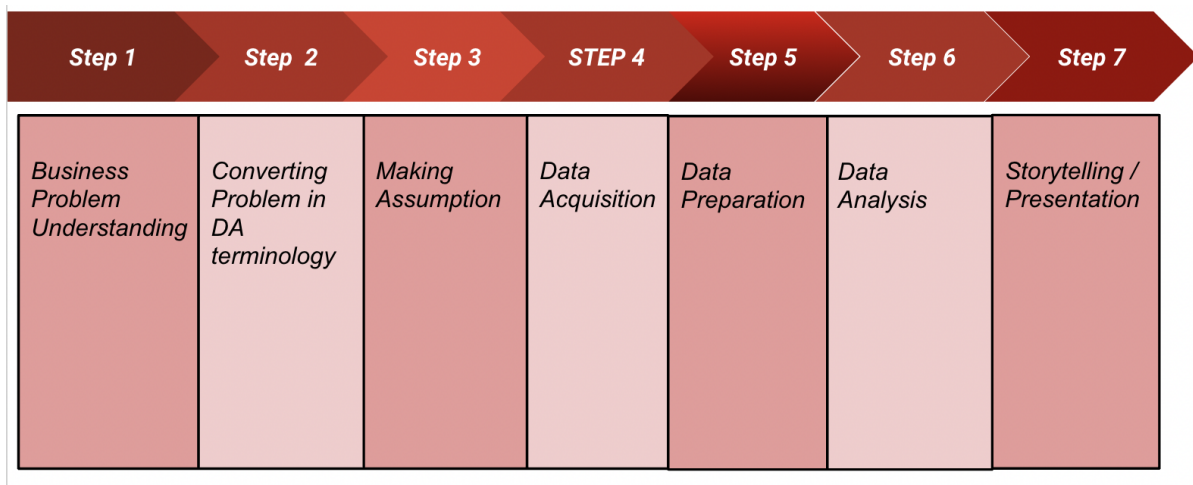 Step 1
Step  2
Step 3
STEP 4
Step 5
Step 6
Step 7
Business
Problem
Understanding
Converting
Problem in
DA
terminology
Making
Assumption
Data
Acquisition
Data
Preparation
Data
Analysis
Storytelling /
Presentation